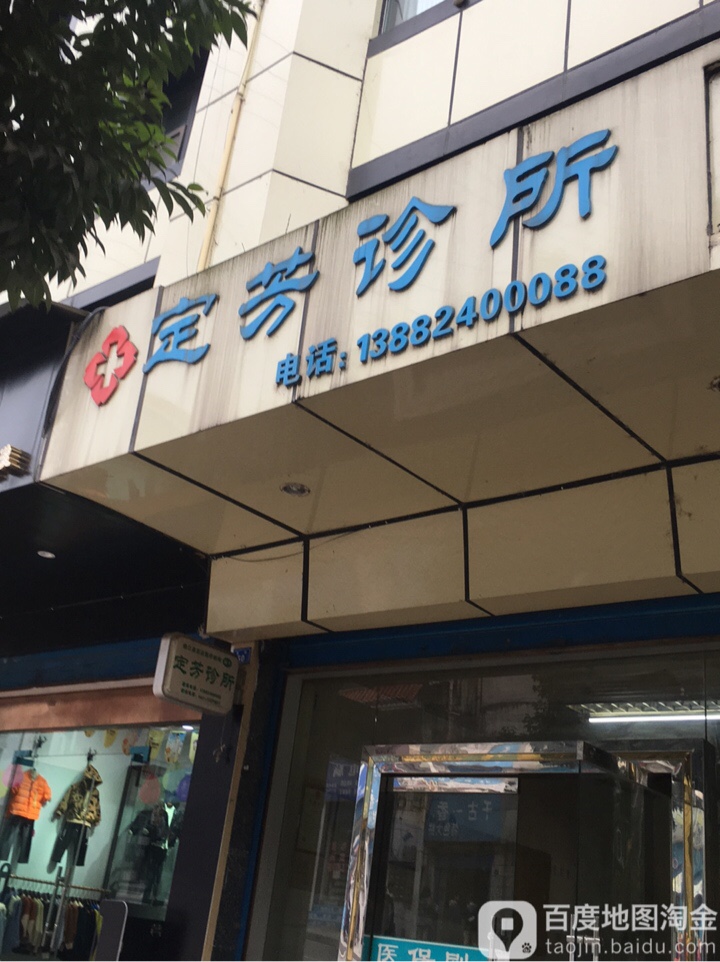 定芳诊所
电话:13882400088
定芳诊所
医保刷
百度地图淘金
taojin.baidu.com